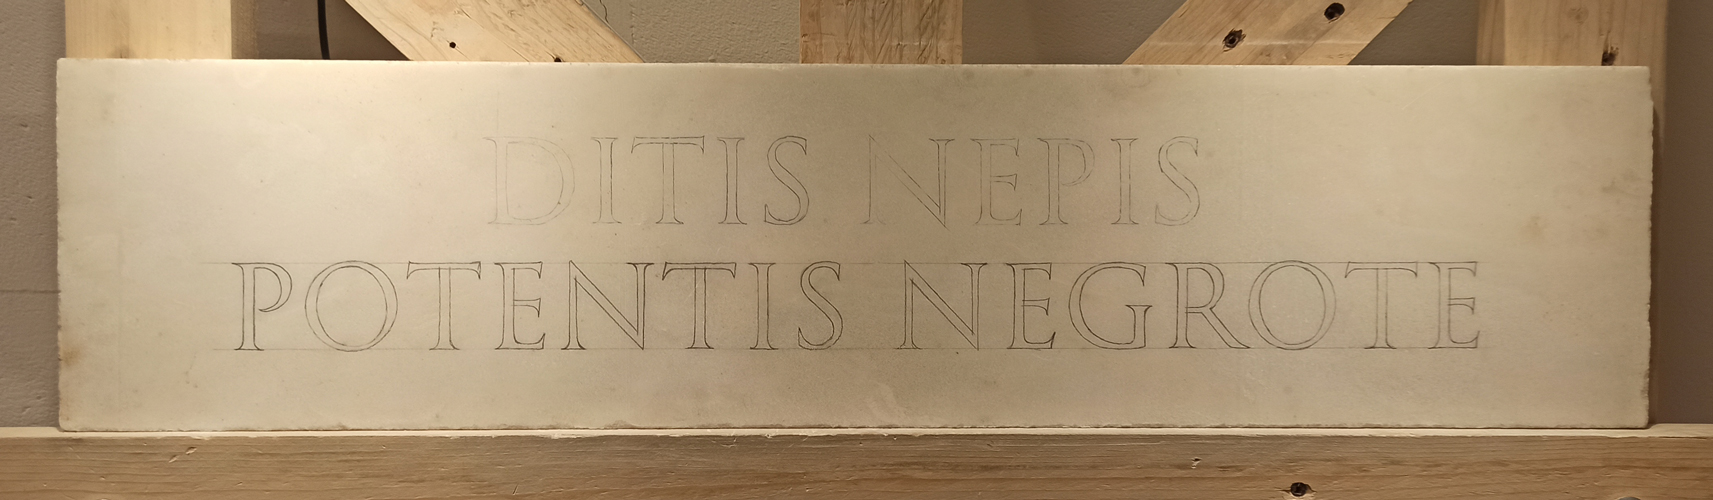 DITIS NEPIS
POTENTIS NEGROTE